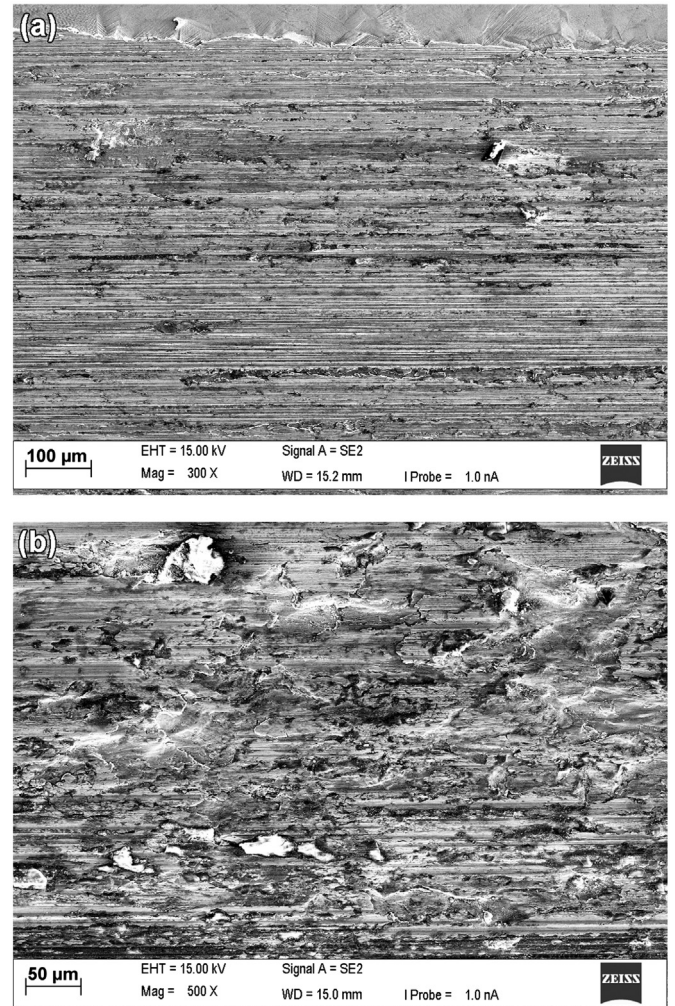 (a)
100 µm
EHT = 15.00 kV Signal A = SE2
Mag = 300 X WD = 15.2 mm I Probe = 1.0 nA
ZEISS
(b)
50 µm
EHT = 15.00 kV Signal A = SE2
Mag = 500 X WD = 15.0 mm I Probe = 1.0 nA
ZEISS